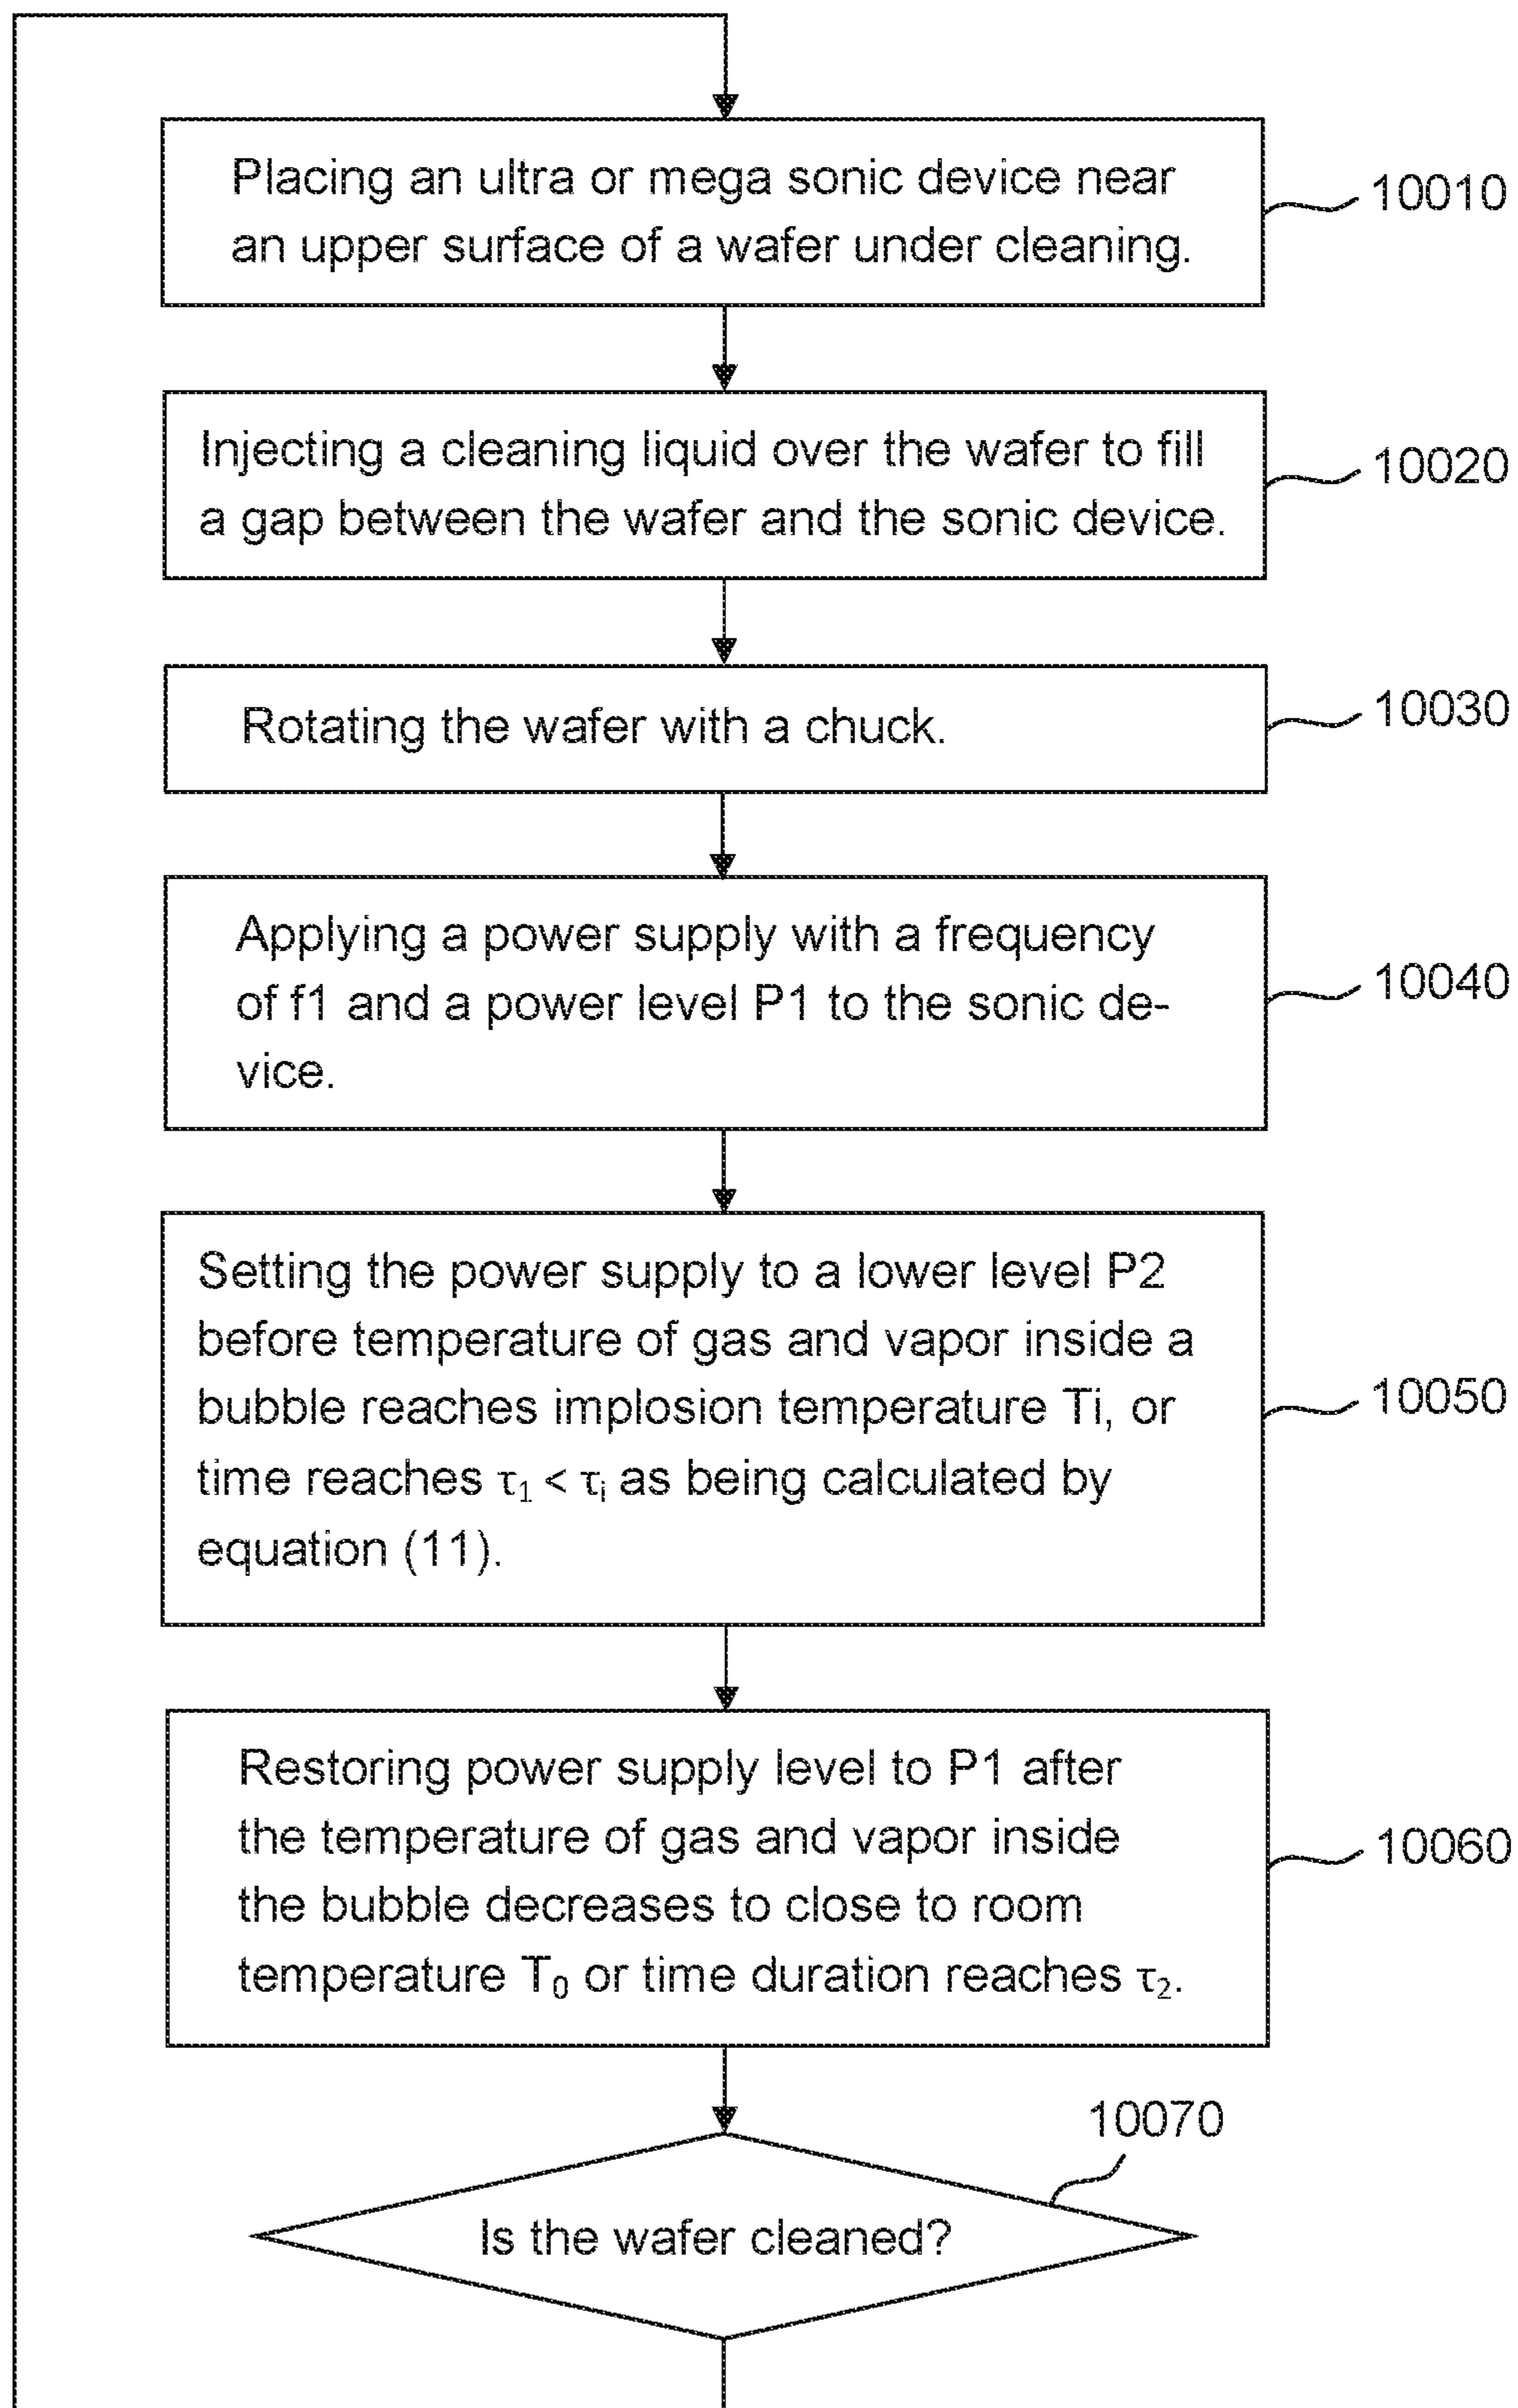 Placing an ultra or mega sonic device near
an upper surface of a wafer under cleaning.
10010
Injecting a cleaning liquid over the wafer to fill
a gap between the wafer and the sonic device.
10020
Rotating the wafer with a chuck.
10030
Applying a power supply with a frequency
of f1 and a power level P1 to the sonic de-
vice.
10040
Setting the power supply to a lower level P2
before temperature of gas and vapor inside a
bubble reaches implosion temperature Ti, or
time reaches τ₁ < τᵢ as being calculated by
equation (11).
10050
Restoring power supply level to P1 after
the temperature of gas and vapor inside
the bubble decreases to close to room
temperature T₀ or time duration reaches τ₂.
10060
10070
Is the wafer cleaned?